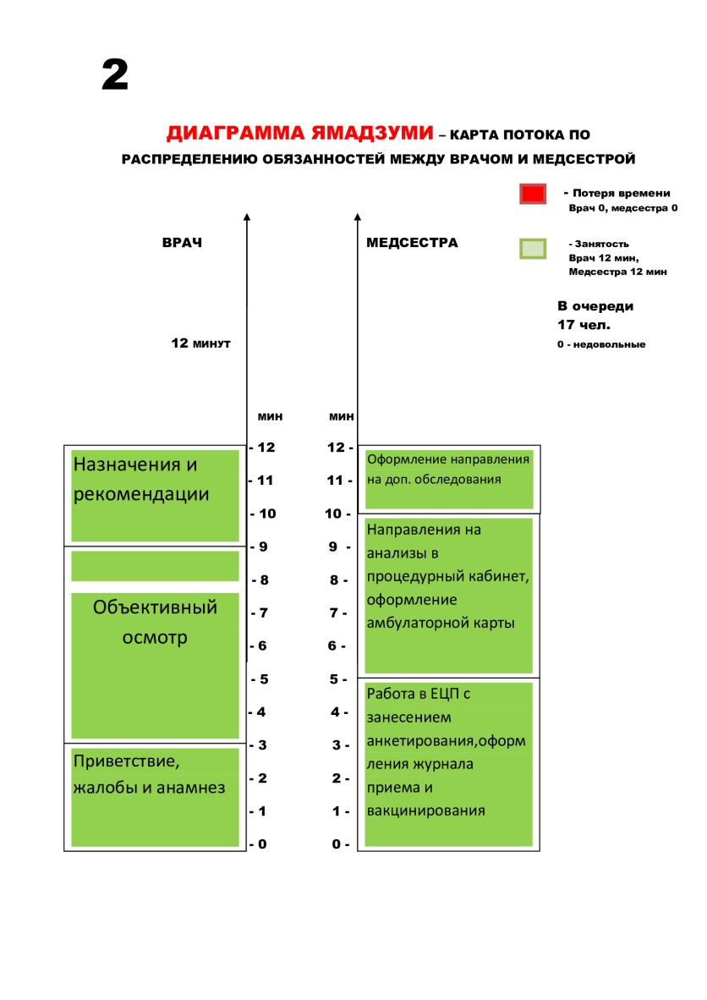 2
ДИАГРАММА ЯМАДЗУМИ – КАРТА ПОТОКА ПО
РАСПРЕДЕЛЕНИЮ ОБЯЗАННОСТЕЙ МЕЖДУ ВРАЧОМ И МЕДСЕСТРОЙ
- Потеря времени
Врач 0, медсестра 0
ВРАЧ
МЕДСЕСТРА
- Занятость
Врач 12 мин,
Медсестра 12 мин
В очереди
17 чел.
0 - недовольные
12 минут
мин
мин
Назначения и
рекомендации
Объективный
осмотр
Приветствие,
жалобы и анамнез
- 12
- 11
- 10
- 9
- 8
- 7
- 6
- 5
- 4
- 3
- 2
- 1
- 0
12 -
11 -
10 -
9 -
8 -
7 -
6 -
5 -
4 -
3 -
2 -
1 -
0 -
Оформление направления
на доп. обследования
Направления на
анализы в
процедурный кабинет,
оформление
амбулаторной карты
Работа в ЕЦП с
занесением
анкетирования,оформ
ления журнала
приема и
вакцинирования